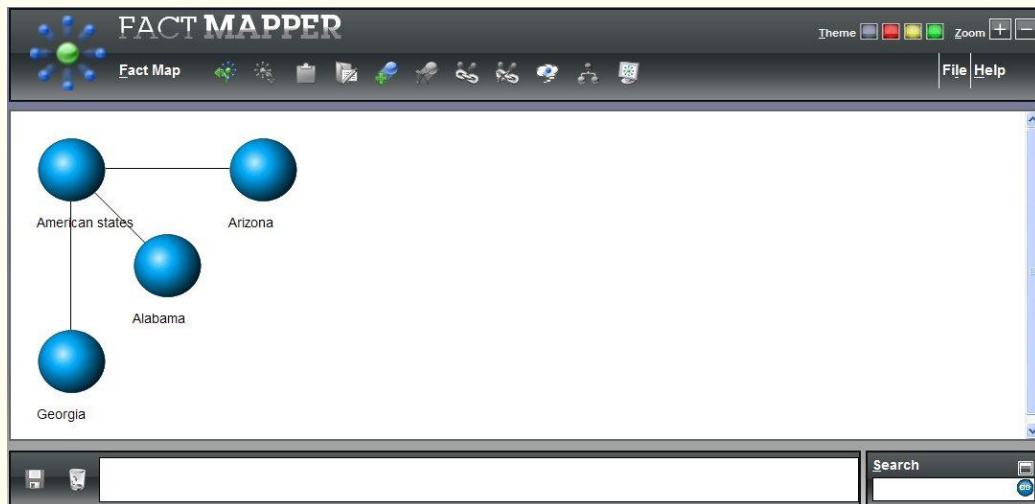 FACT MAPPER
Theme
Zoom
Fact Map
File
Help
American states
Arizona
Alabama
Georgia
Search